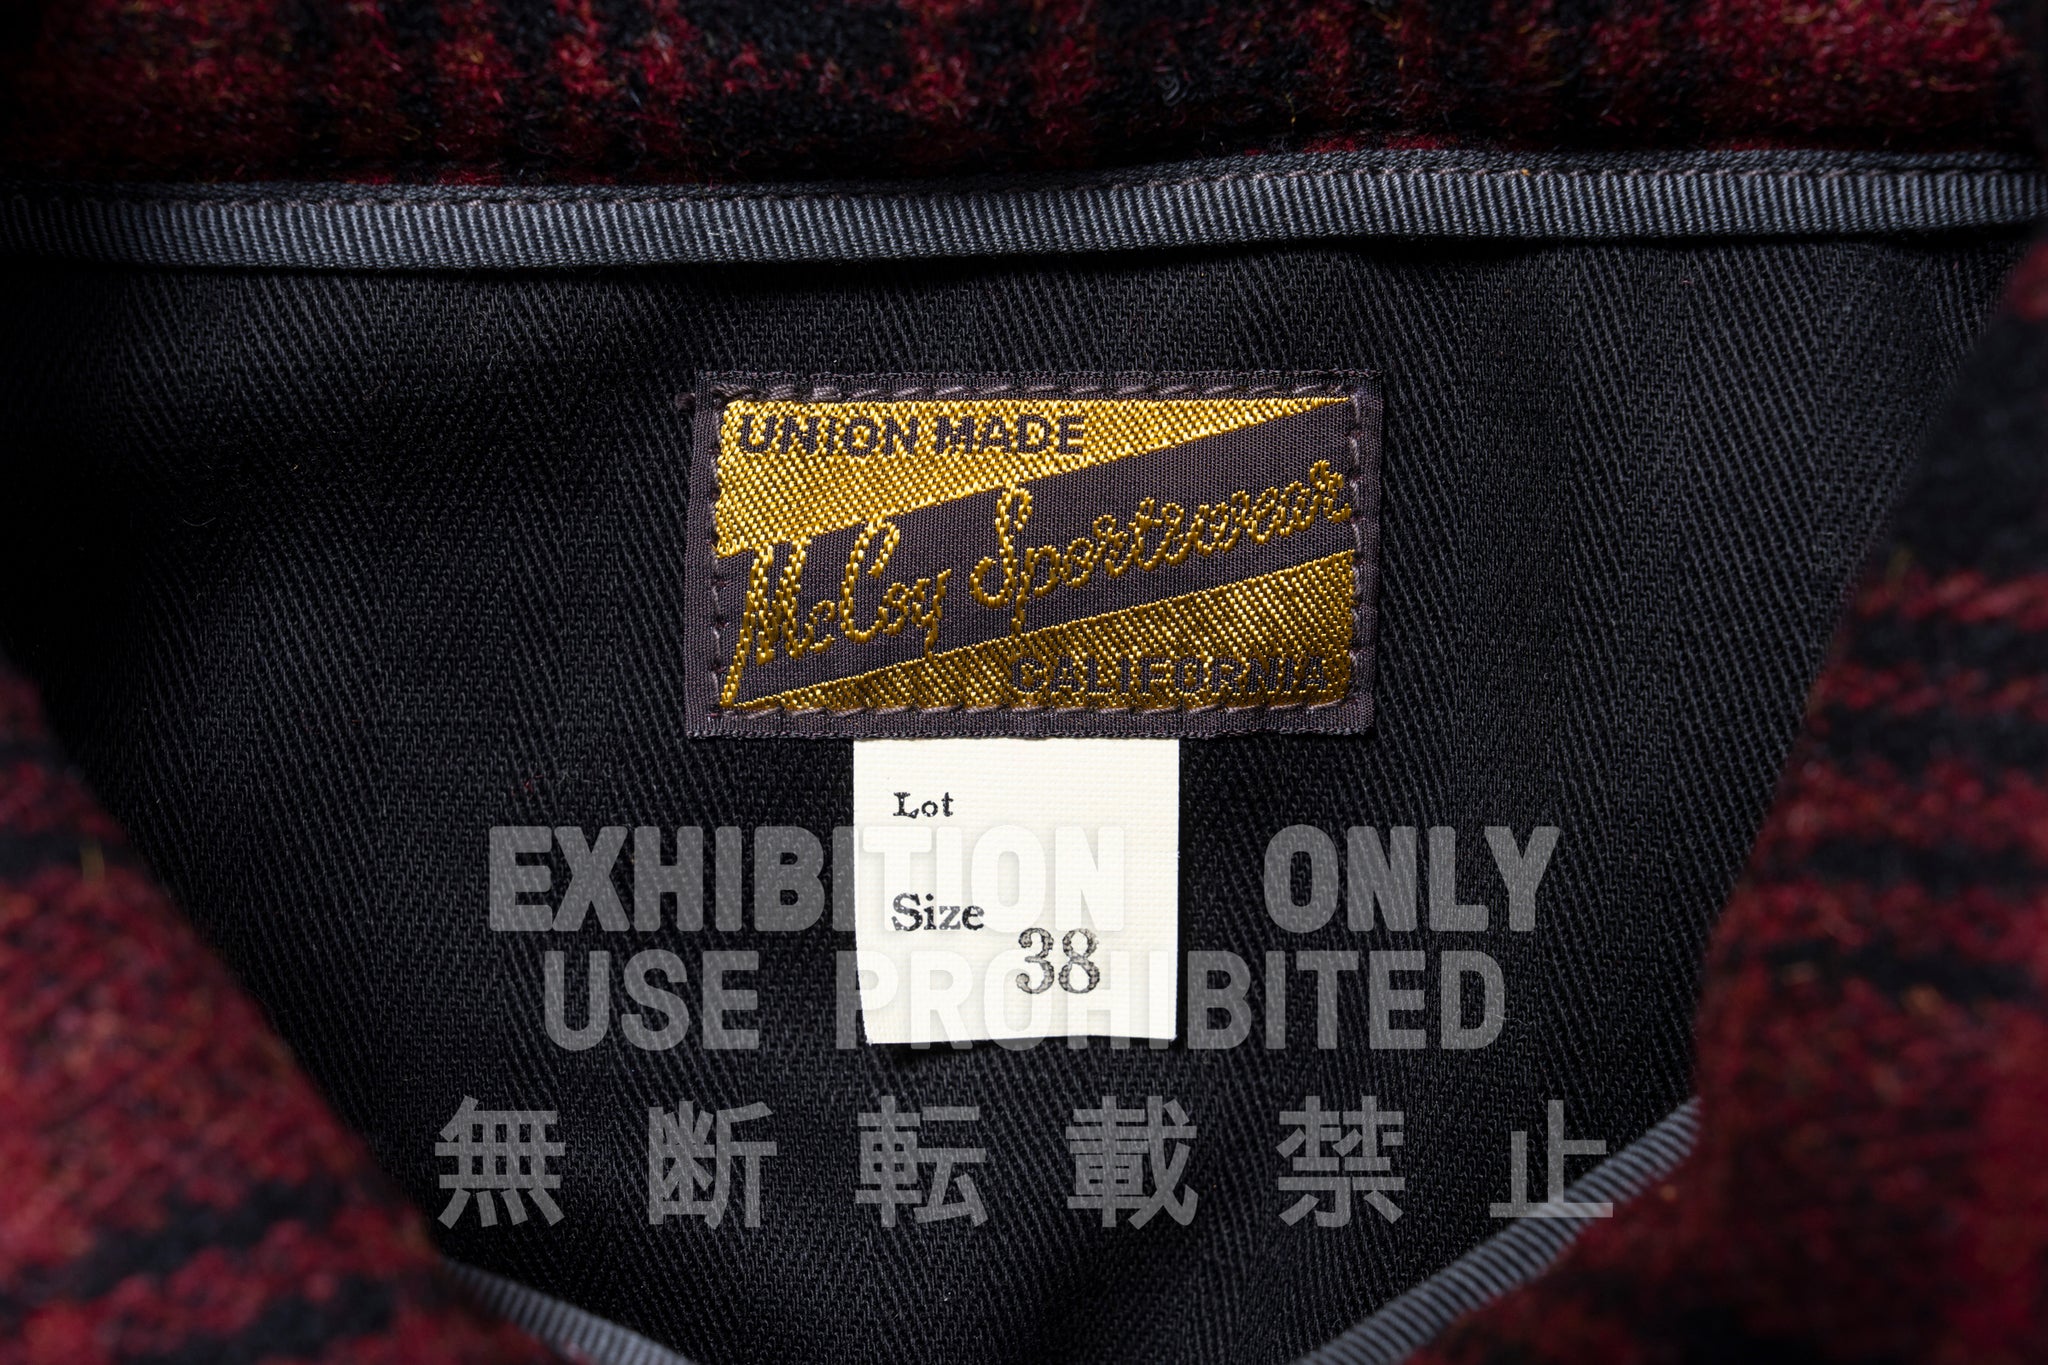 UNION MADE
McCoy Sportswear
CALIFORNIA
Lot
Size
38
EXHIBITION ONLY
USE PROHIBITED
無断転載禁止